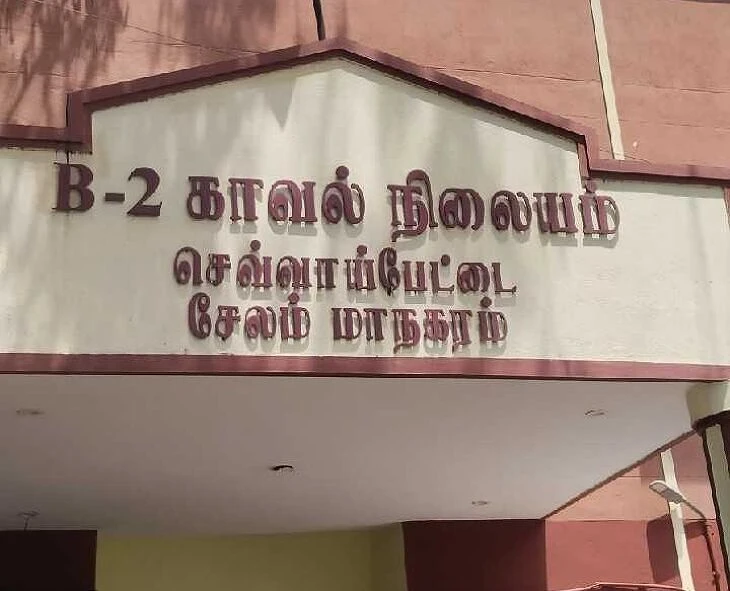 B-2 காவல் நிலையம்
செவ்வாய்பேட்டை
சேலம் மாநகரம்